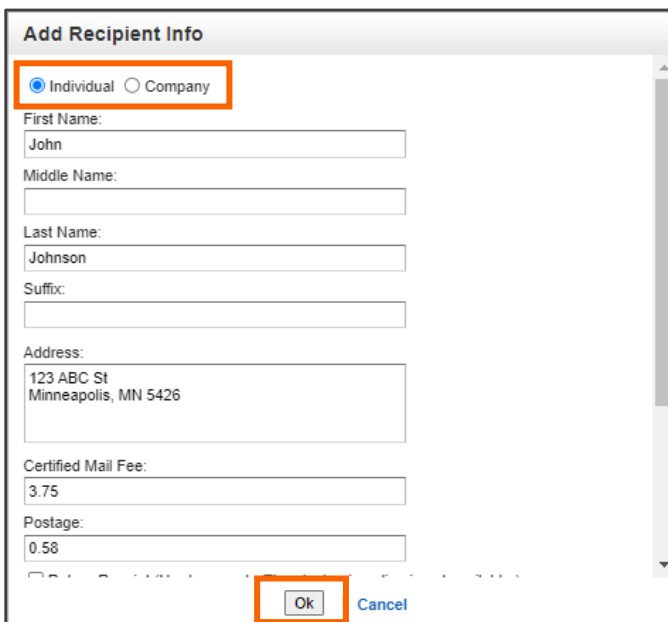 Add Recipient Info
Individual Company
First Name:
John
Middle Name:
Last Name:
Johnson
Suffix:
Address:
123 ABC St
Minneapolis, MN 5426
Certified Mail Fee:
3.75
Postage:
0.58
Ok Cancel